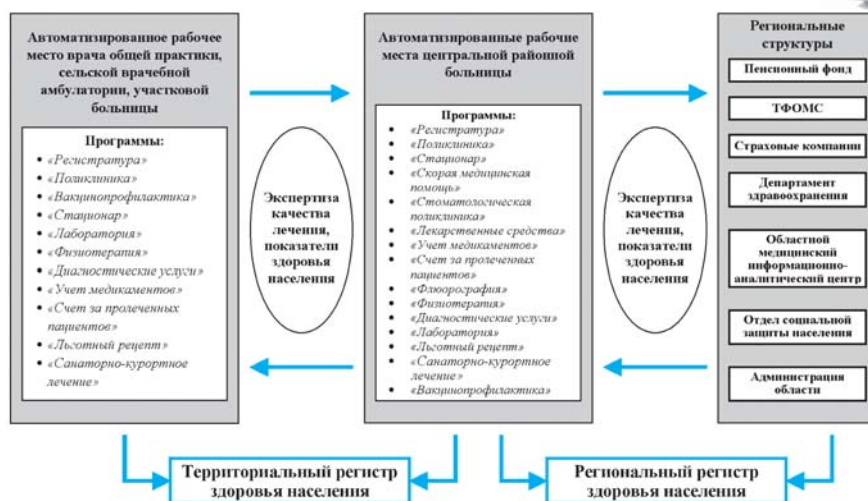 Автоматизированное рабочее
место врача общей практики,
сельской врачебной
амбулатории, участковой
больницы
Программы:
• «Регистратура»
• «Поликлиника»
• «Вакцинопрофилактика»
• «Стационар»
• «Лаборатория»
• «Физиотерапия»
• «Диагностические услуги»
• «Учет медикаментов»
• «Счет за пролеченных
пациентов»
• «Льготный рецепт»
• «Санаторно-курортное
лечение»
Экспертиза
качества
лечения,
показатели
здоровья
населения
Автоматизированные рабочие
места центральной районной
больницы
Программы:
• «Регистратура»
• «Поликлиника»
• «Стационар»
• «Скорая медицинская
помощь»
• «Стоматологическая
поликлиника»
• «Лекарственные средства»
• «Учет медикаментов»
• «Счет за пролеченных
пациентов»
• «Флюорография»
• «Физиотерапия»
• «Диагностические услуги»
• «Лаборатория»
• «Льготный рецепт»
• «Санаторно-курортное
лечение»
• «Вакцинопрофилактика»
Экспертиза
качества
лечения,
показатели
здоровья
населения
Региональные
структуры
Пенсионный фонд
ТФОМС
Страховые компании
Департамент
здравоохранения
Областной
медицинский
информационно-
аналитический центр
Отдел социальной
защиты населения
Администрация
области
Территориальный регистр
здоровья населения
Региональный регистр
здоровья населения